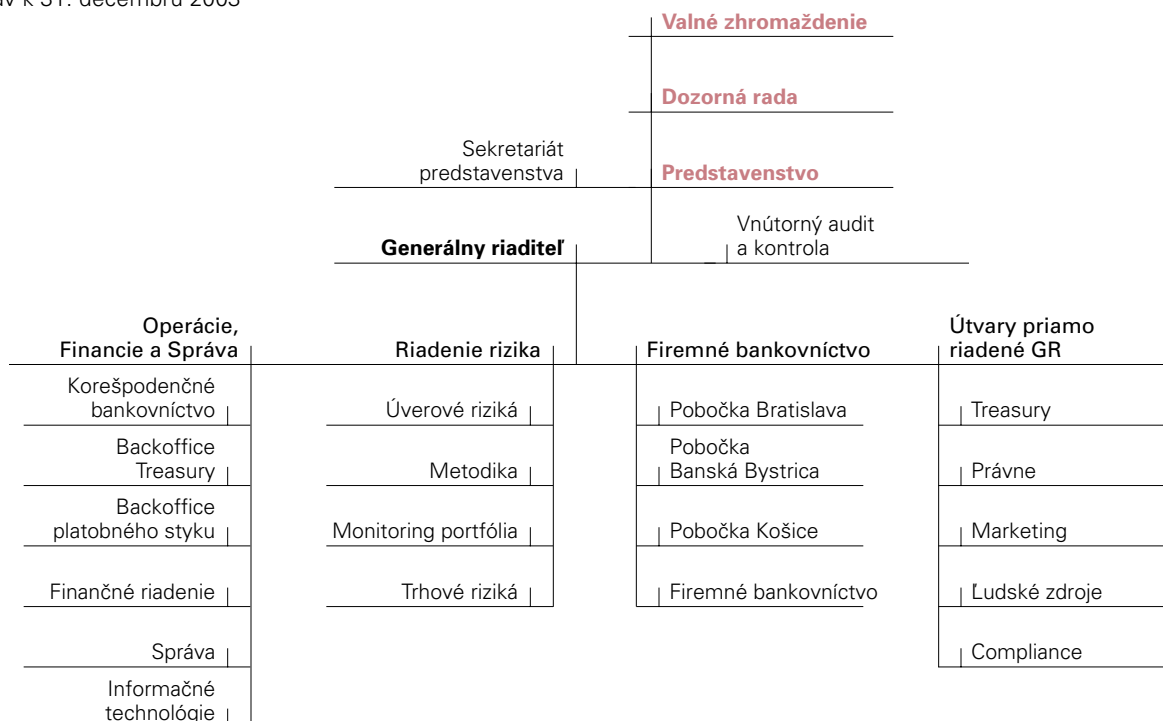 31. decembru 2003
Valné zhromaždenie
Dozorná rada
Sekretariát
predstavenstva
Predstavenstvo
Generálny riaditeľ
Vnútorný audit
a kontrola
Operácie,
Financie a Správa
Riadenie rizika
Firemné bankovníctvo
Útvary priamo
riadené GR
Korešpodenčné
bankovníctvo
Backoffice
Treasury
Backoffice
platobného styku
Finančné riadenie
Správa
Informačné
technológie
Úverové riziká
Metodika
Monitoring portfólia
Trhové riziká
Pobočka Bratislava
Pobočka
Banská Bystrica
Pobočka Košice
Firemné bankovníctvo
Treasury
Právne
Marketing
Ľudské zdroje
Compliance